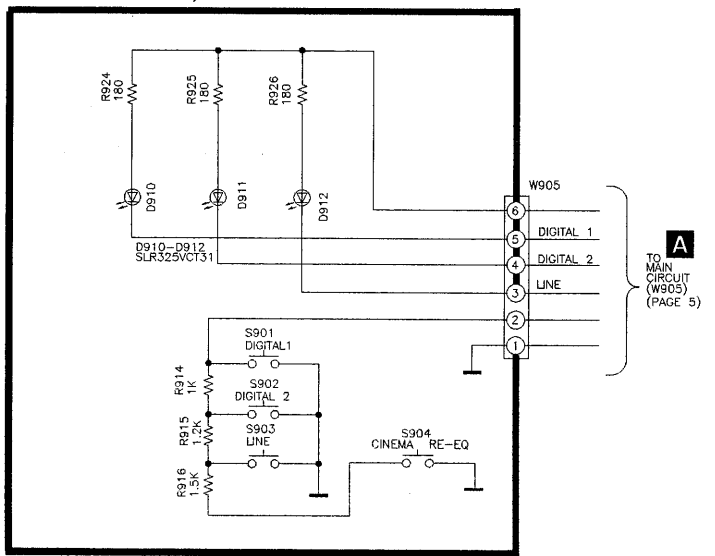 R924
180
R925
180
R926
180
D910
D911
D912
D910-D912
SLR325VCT31
W905
6
5
DIGITAL 1
4
DIGITAL 2
3
LINE
2
1
A
TO
MAIN
CIRCUIT
(W905)
(PAGE 5)
S901
DIGITAL1
R914
1K
S902
DIGITAL 2
R915
1.2K
S903
LINE
R916
1.5K
S904
CINEMA RE-EQ